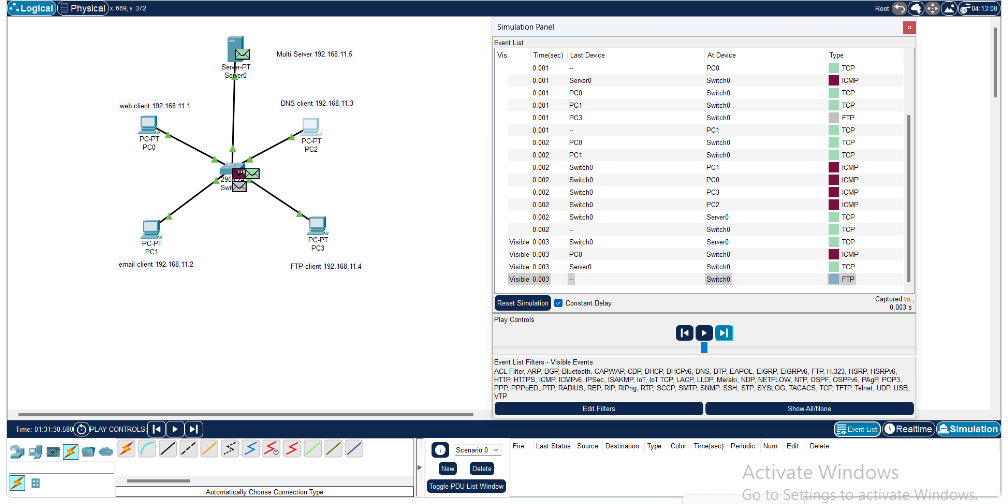 Logical Physical x: 669, y: 372 Root 04:13:00
Simulation Panel
Event List
Vis. Time(sec) Last Device At Device Type
0.001 -- PC0 TCP
0.001 Server0 Switch0 ICMP
0.001 PC0 Switch0 TCP
0.001 PC1 Switch0 TCP
0.001 PC3 Switch0 FTP
0.001 -- PC1 TCP
0.002 PC0 Switch0 TCP
0.002 PC1 Switch0 TCP
0.002 Switch0 PC1 ICMP
0.002 Switch0 PC0 ICMP
0.002 Switch0 PC3 ICMP
0.002 Switch0 PC2 ICMP
0.002 Switch0 Server0 TCP
0.002 -- Switch0 TCP
Visible 0.003 Switch0 Server0 TCP
Visible 0.003 PC0 Switch0 ICMP
Visible 0.003 Server0 Switch0 TCP
Visible 0.003 -- Switch0 FTP
Reset Simulation Constant Delay Captured to...
0.003 s
Play Controls
Event List Filters - Visible Events
ACL Filter, ARP, BGP, Bluetooth, CAPWAP, CDP, DHCP, DHCPv6, DNS, DTP, EAPOL, EIGRP, EIGRPv6, FTP, H.323, HSRP, HSRPv6,
HTTP, HTTPS, ICMP, ICMPv6, IPSec, ISAKMP, IoT, IoT TCP, LACP, LLDP, Meraki, NDP, NETFLOW, NTP, OSPF, OSPFv6, PAgP, POP3,
PPP, PPPoED, PTP, RADIUS, REP, RIP, RIPng, RTP, SCCP, SMTP, SNMP, SSH, STP, SYSLOG, TACACS, TCP, TFTP, Telnet, UDP, USB,
VTP
Edit Filters Show All/None
Multi Server 192.168.11.5
Server-PT
Server0
web client 192.168.11.1
DNS client 192.168.11.3
PC-PT
PC0
PC-PT
PC2
PC-PT
PC1
PC-PT
PC3
email client 192.168.11.2
FTP client 192.168.11.4
Time: 01:31:30.580 PLAY CONTROLS: Event List Realtime Simulation
Scenario 0
New Delete
Toggle PDU List Window
Fire Last Status Source Destination Type Color Time(sec) Periodic Num Edit Delete
Automatically Choose Connection Type
Activate Windows
Go to Settings to activate Windows.